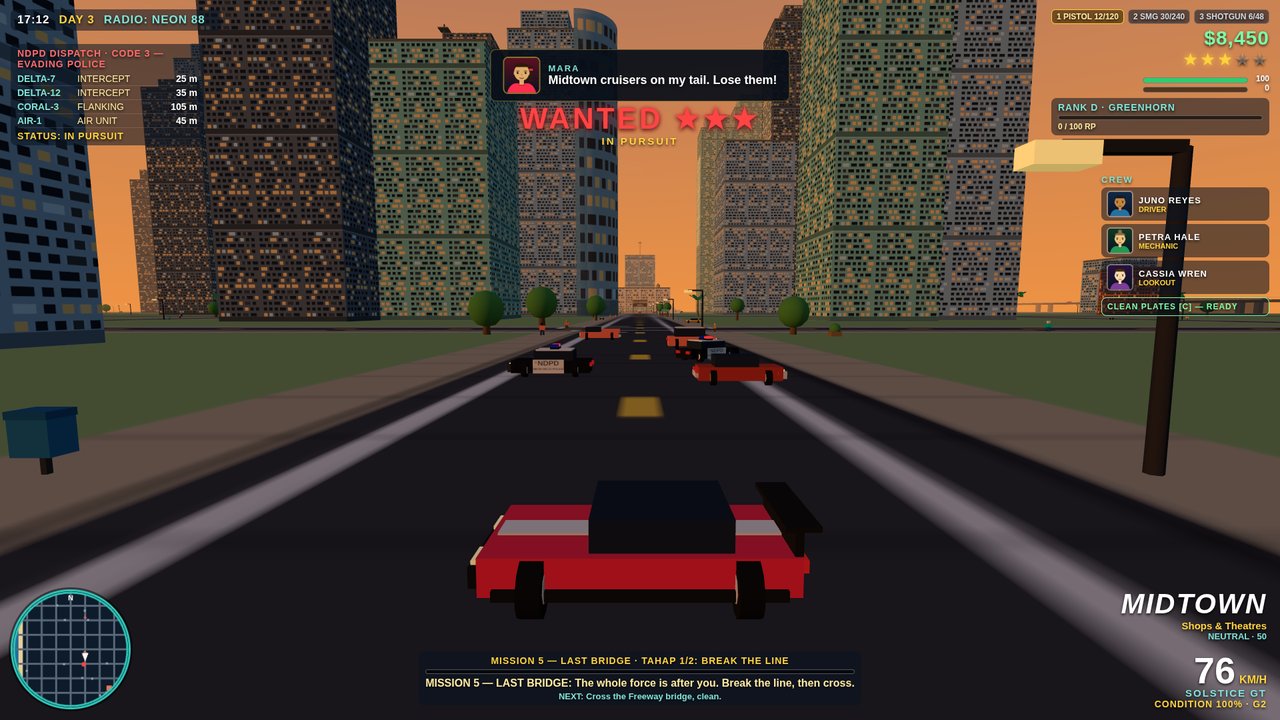 17:12 DAY 3 RADIO: NEON 88
NDPD DISPATCH · CODE 3 —
EVADING POLICE
DELTA-7 INTERCEPT 25 m
DELTA-12 INTERCEPT 35 m
CORAL-3 FLANKING 105 m
AIR-1 AIR UNIT 45 m
STATUS: IN PURSUIT
MARA
Midtown cruisers on my tail. Lose them!
WANTED ★★★
IN PURSUIT
1 PISTOL 12/120 2 SMG 30/240 3 SHOTGUN 6/48
$8,450
★★★★★
100
0
RANK D · GREENHORN
0 / 100 RP
CREW
JUNO REYES
DRIVER
PETRA HALE
MECHANIC
CASSIA WREN
LOOKOUT
CLEAN PLATES [C] — READY
NDPD
N
MISSION 5 — LAST BRIDGE · TAHAP 1/2: BREAK THE LINE
MISSION 5 — LAST BRIDGE: The whole force is after you. Break the line, then cross.
NEXT: Cross the Freeway bridge, clean.
MIDTOWN
Shops & Theatres
NEUTRAL · 50
76 KM/H
SOLSTICE GT
CONDITION 100% · G2